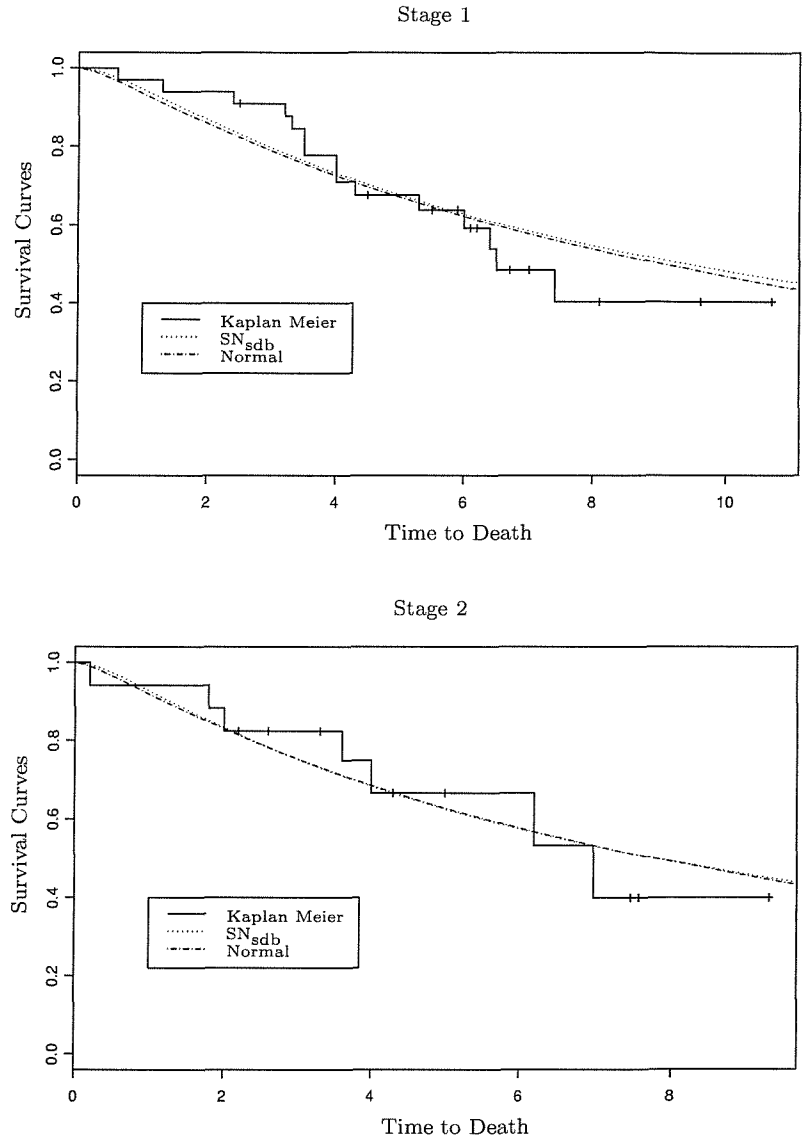 Stage 1
Survival Curves
1.0
0.8
0.6
0.4
0.2
0.0
Kaplan Meier
SNsdb
Normal
0 2 4 6 8 10
Time to Death
Stage 2
Survival Curves
1.0
0.8
0.6
0.4
0.2
0.0
Kaplan Meier
SNsdb
Normal
0 2 4 6 8
Time to Death